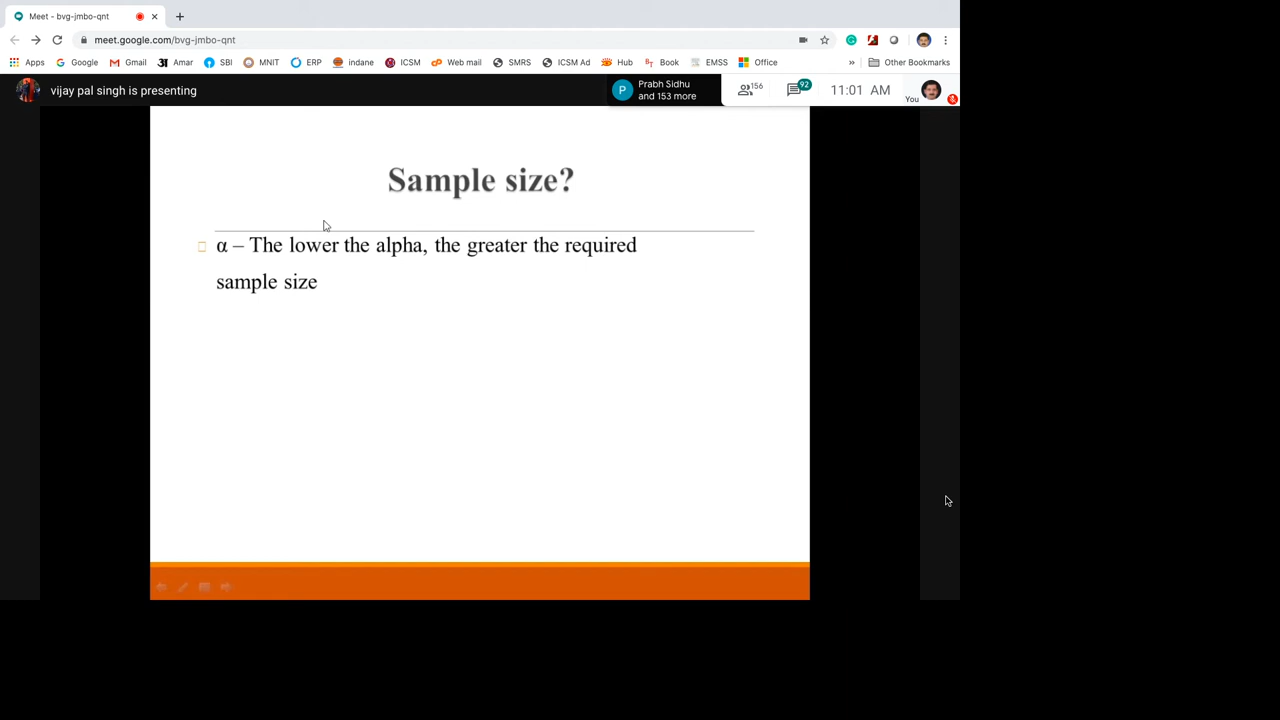 Meet - bvg-jmbo-qnt
meet.google.com/bvg-jmbo-qnt
Apps Google Gmail Amar SBI MNIT ERP indane ICSM Web mail SMRS ICSM Ad Hub Book EMSS Office » Other Bookmarks
vijay pal singh is presenting
P Prabh Sidhu
and 153 more
156 92 11:01 AM You
Sample size?
α – The lower the alpha, the greater the required
sample size